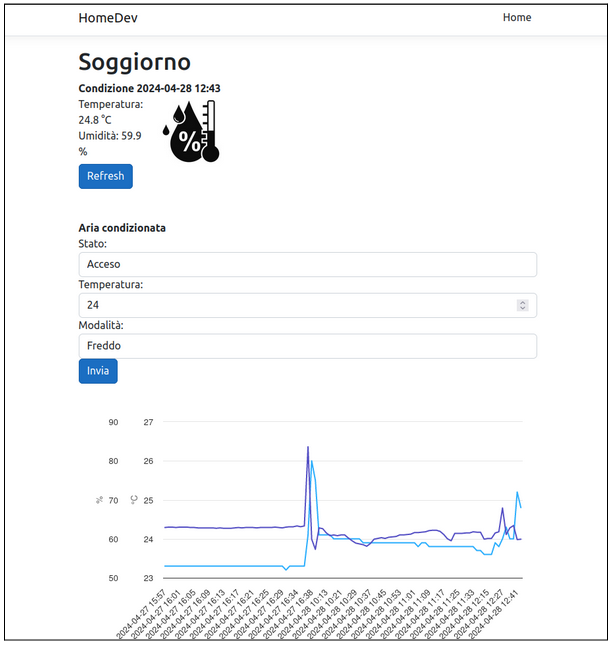 HomeDev Home
Soggiorno
Condizione 2024-04-28 12:43
Temperatura:
24.8 °C
Umidità: 59.9
%
%
Refresh
Aria condizionata
Stato:
Acceso
Temperatura:
24
Modalità:
Freddo
Invia
90 27
80 26
% 70 °C 25
60 24
50 23
2024-04-27 15:57
2024-04-27 16:01
2024-04-27 16:05
2024-04-27 16:09
2024-04-27 16:13
2024-04-27 16:17
2024-04-27 16:21
2024-04-27 16:25
2024-04-27 16:29
2024-04-27 16:34
2024-04-27 16:38
2024-04-28 10:13
2024-04-28 10:21
2024-04-28 10:29
2024-04-28 10:37
2024-04-28 10:45
2024-04-28 10:53
2024-04-28 11:01
2024-04-28 11:09
2024-04-28 11:17
2024-04-28 11:25
2024-04-28 11:33
2024-04-28 12:15
2024-04-28 12:27
2024-04-28 12:41